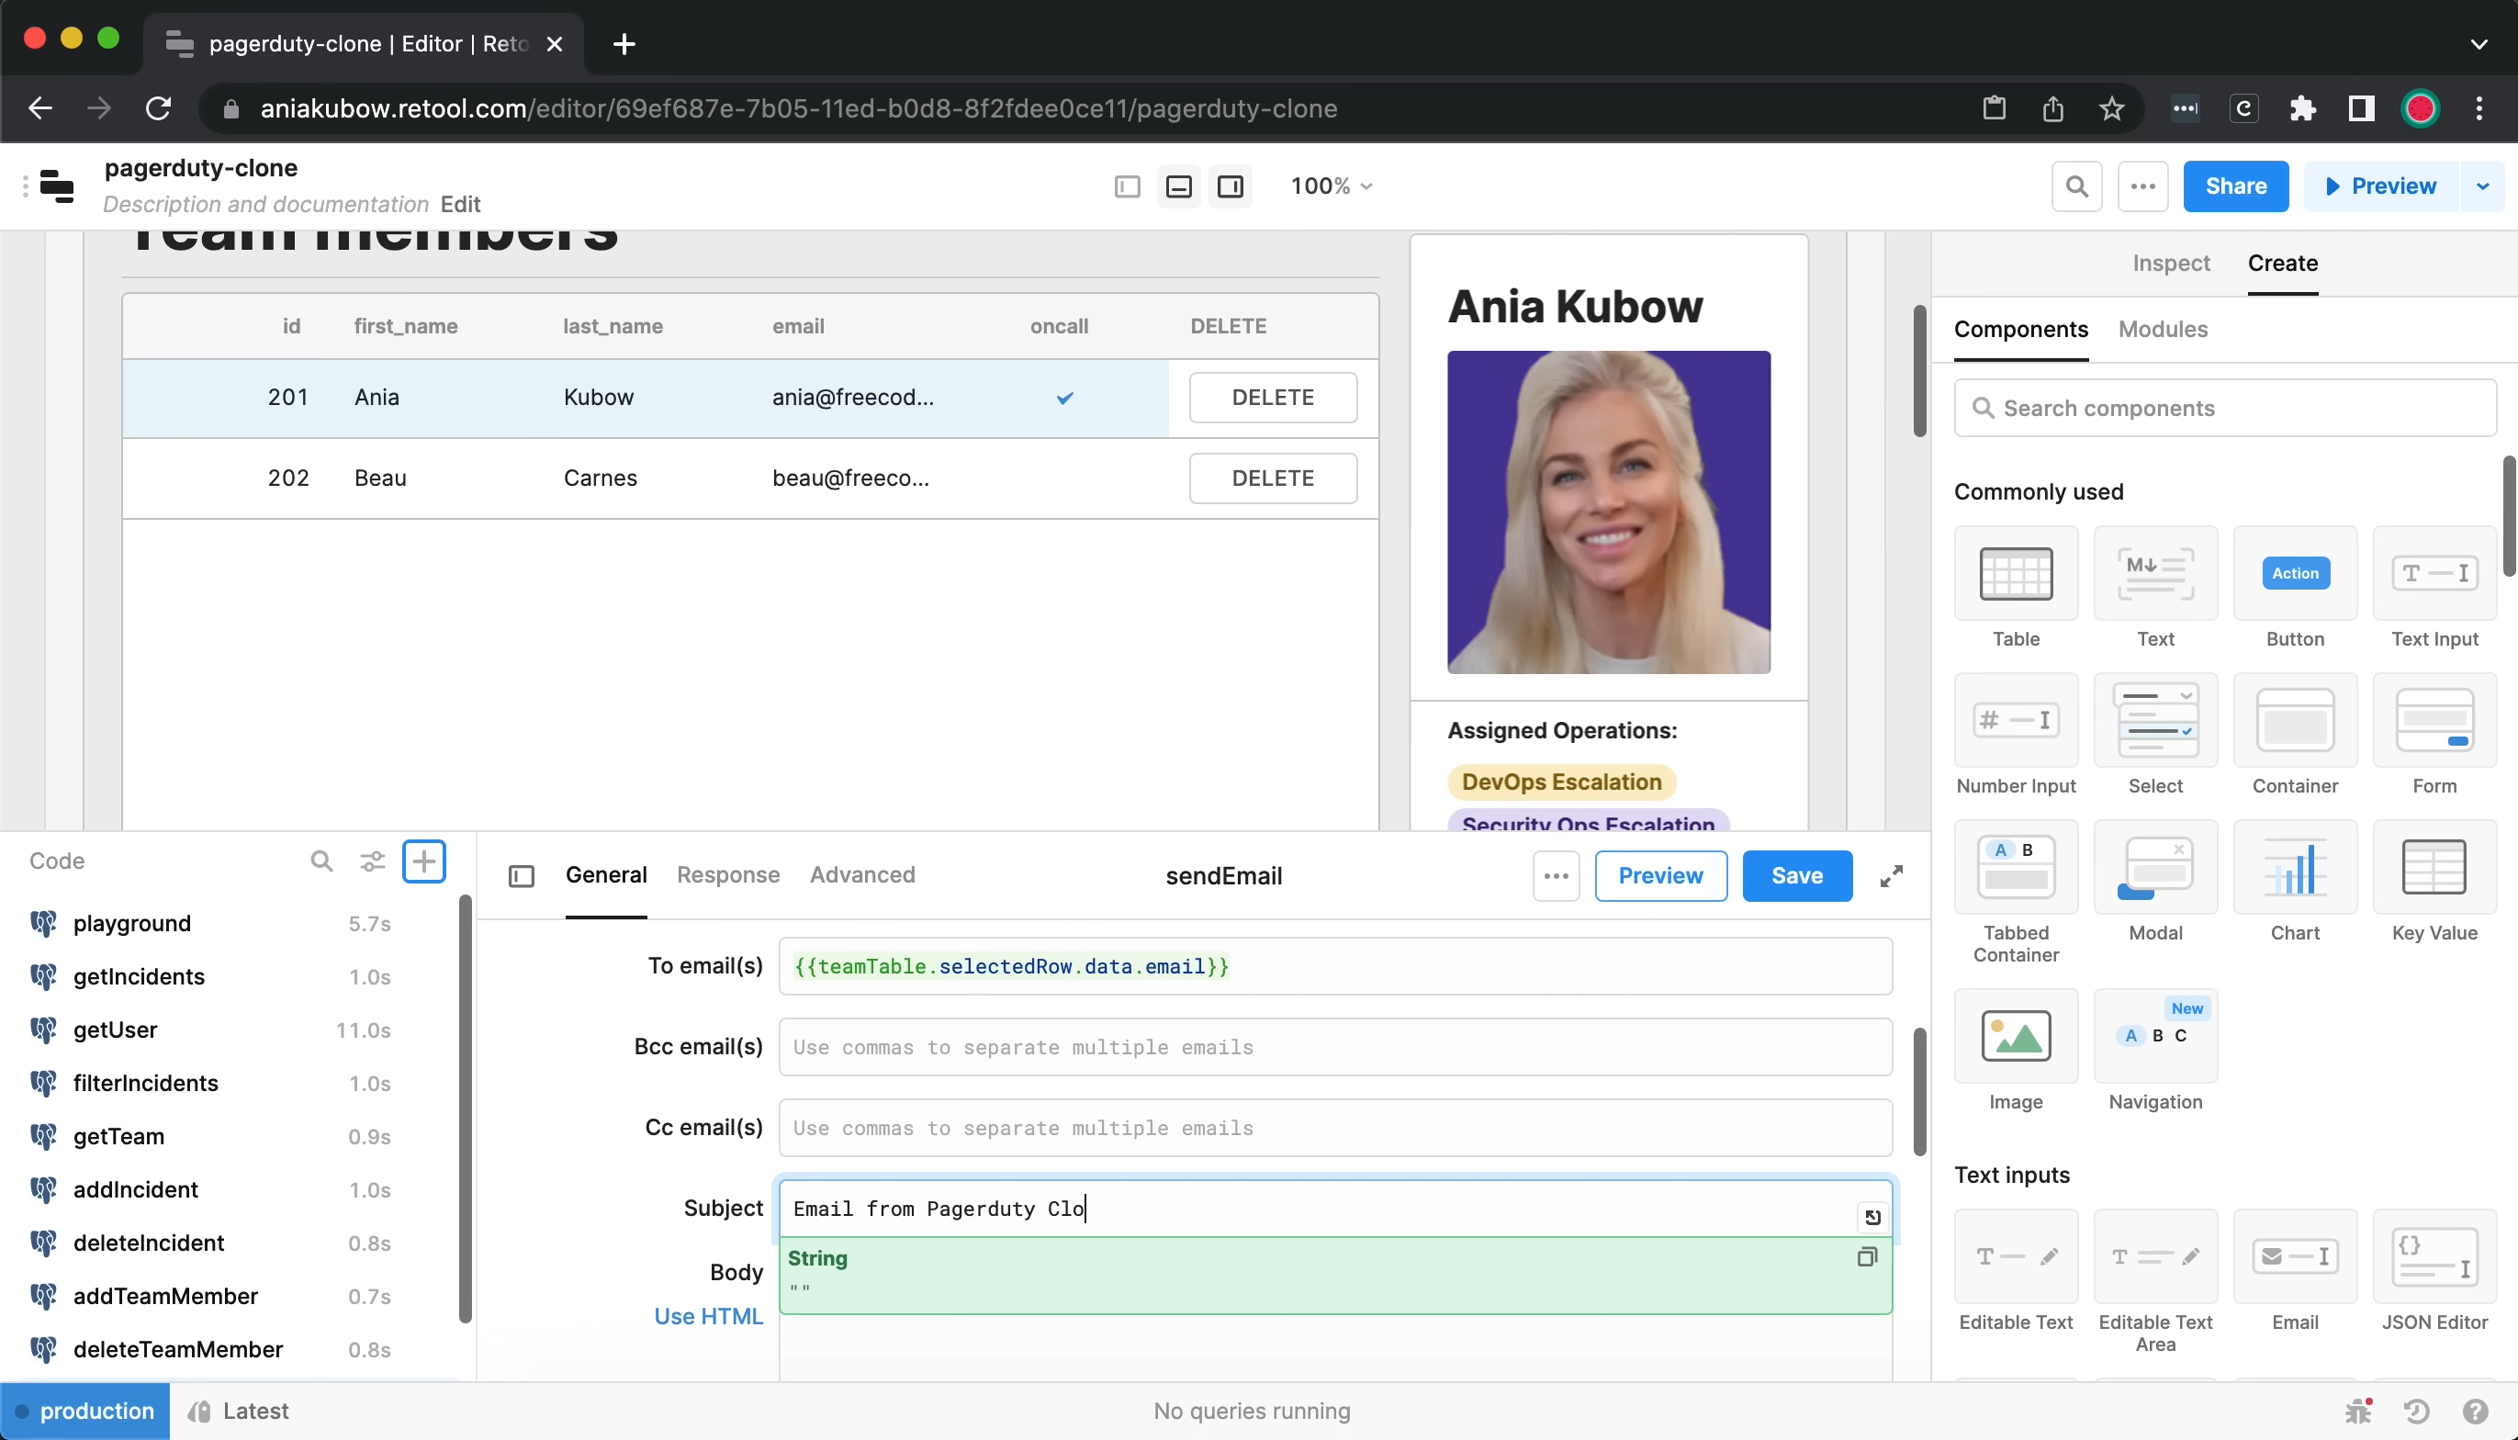 pagerduty-clone | Editor | Reto
aniakubow.retool.com/editor/69ef687e-7b05-11ed-b0d8-8f2fdee0ce11/pagerduty-clone
pagerduty-clone
Description and documentation Edit
100%
Share
Preview
Team members
id first_name last_name email oncall DELETE
201 Ania Kubow ania@freecod... DELETE
202 Beau Carnes beau@freeco... DELETE
Ania Kubow
Assigned Operations:
DevOps Escalation
Security Ops Escalation
Inspect Create
Components Modules
Search components
Commonly used
M
Action
T I
Table Text Button Text Input
# I
Number Input Select Container Form
A B
Tabbed Container Modal Chart Key Value
New
A B C
Image Navigation
Text inputs
T
T
I
{}
I
Editable Text Editable Text Area Email JSON Editor
Code
playground 5.7s
getIncidents 1.0s
getUser 11.0s
filterIncidents 1.0s
getTeam 0.9s
addIncident 1.0s
deleteIncident 0.8s
addTeamMember 0.7s
deleteTeamMember 0.8s
General Response Advanced sendEmail Preview Save
To email(s) {{teamTable.selectedRow.data.email}}
Bcc email(s) Use commas to separate multiple emails
Cc email(s) Use commas to separate multiple emails
Subject Email from Pagerduty Clo
String
""
Body
Use HTML
production Latest No queries running